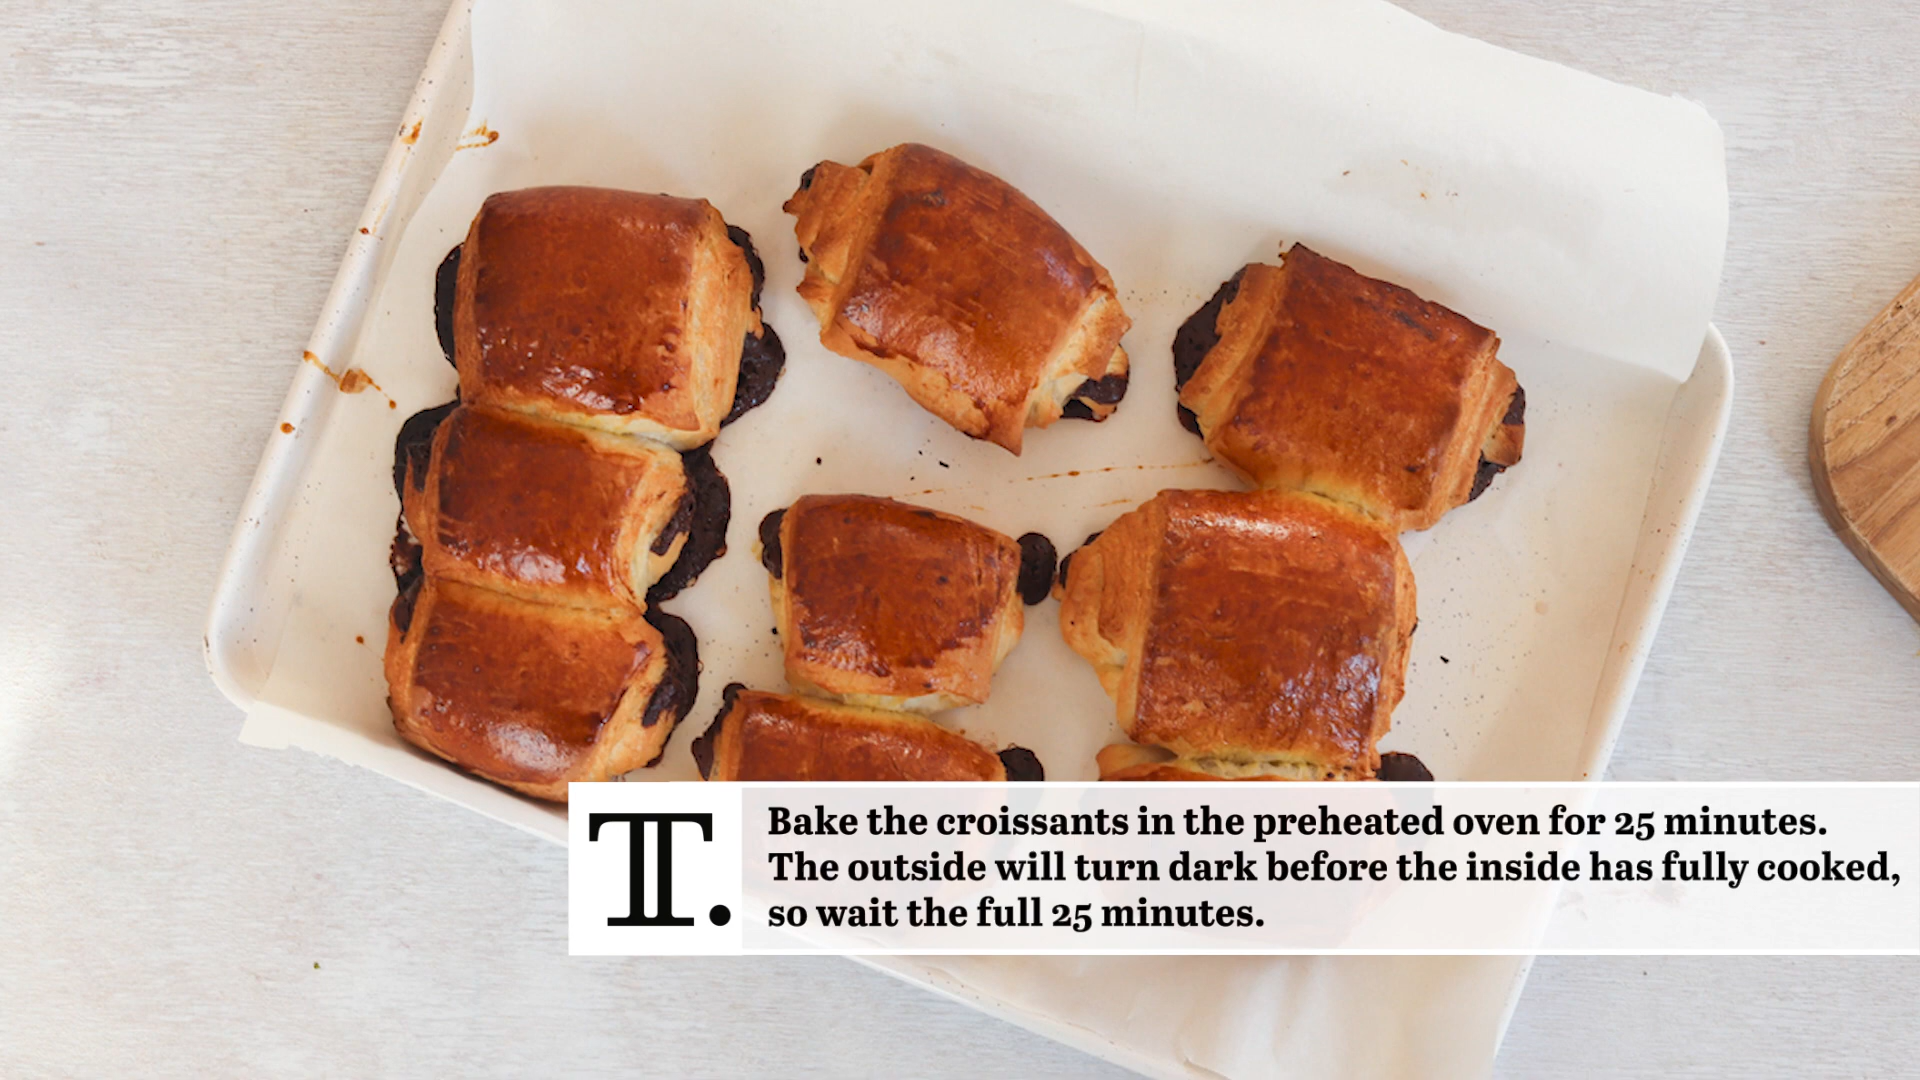 T.
Bake the croissants in the preheated oven for 25 minutes.
The outside will turn dark before the inside has fully cooked,
so wait the full 25 minutes.